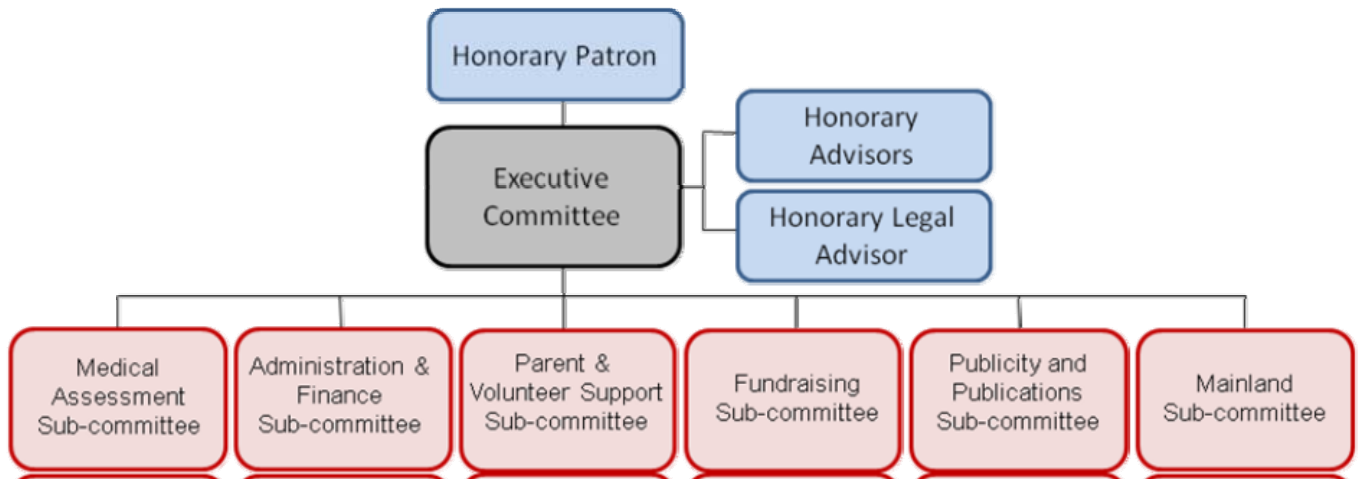 Honorary Patron
Honorary
Advisors
Executive
Committee
Honorary Legal
Advisor
Medical
Assessment
Sub-committee
Administration &
Finance
Sub-committee
Parent &
Volunteer Support
Sub-committee
Fundraising
Sub-committee
Publicity and
Publications
Sub-committee
Mainland
Sub-committee